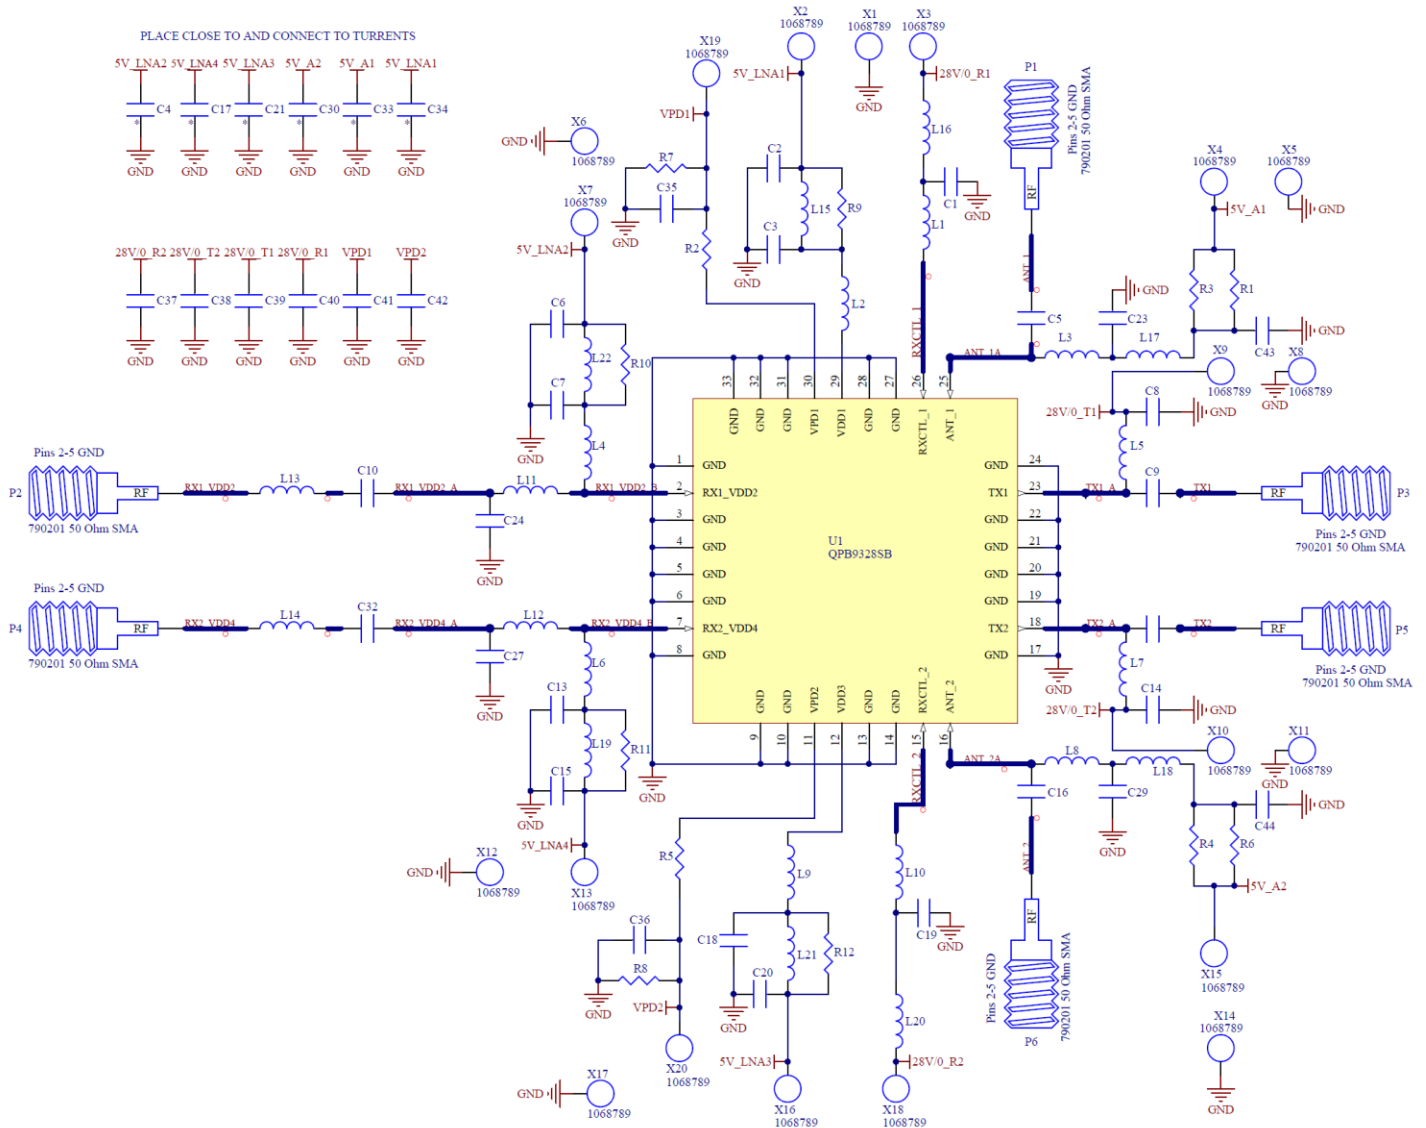 PLACE CLOSE TO AND CONNECT TO TURRENTS
5V_LNA2 5V_LNA4 5V_LNA3 5V_A2 5V_A1 5V_LNA1
C4 C17 C21 C30 C33 C34
* * * * * *
GND GND GND GND GND GND
28V/0_R2 28V/0_T2 28V/0_T1 28V/0_R1 VPD1 VPD2
C37 C38 C39 C40 C41 C42
GND GND GND GND GND GND
X6
GND
1068789
X7
1068789
5V_LNA2
C6
L22
R10
C7
GND
L4
X19
1068789
VPD1
R7
C35
GND
R2
X2
1068789
5V_LNA1
C2
L15
R9
C3
GND
L2
X1
1068789
GND
X3
1068789
28V/0_R1
L16
C1
GND
L1
RXCTL_1
P1
Pins 2-5 GND
790201 50 Ohm SMA
RF
ANT_1
C5
ANT_1A
L3
C23
GND
L17
X4
1068789
5V_A1
R3
R1
C43
GND
X5
1068789
GND
X9
1068789
X8
1068789
GND
28V/0_T1
C8
GND
L5
C9
TX1_A
TX1
RF
P3
Pins 2-5 GND
790201 50 Ohm SMA
Pins 2-5 GND
P2
RF
790201 50 Ohm SMA
RX1_VDD2
L13
C10
RX1_VDD2_A
L11
RX1_VDD2_B
C24
GND
Pins 2-5 GND
P4
RF
790201 50 Ohm SMA
RX2_VDD4
L14
C32
RX2_VDD4_A
L12
RX2_VDD4_B
C27
GND
33 32 31 30 29 28 27 26 25
GND GND GND VPD1 VDD1 GND GND RXCTL_1 ANT_1
1 GND
2 RX1_VDD2
3 GND
4 GND
5 GND
6 GND
7 RX2_VDD4
8 GND
U1
QPB9328SB
GND 24
TX1 23
GND 22
GND 21
GND 20
GND 19
TX2 18
GND 17
GND GND VPD2 VDD3 GND GND RXCTL_2 ANT_2
9 10 11 12 13 14 15 16
GND
GND
TX2_A
TX2
RF
P5
Pins 2-5 GND
790201 50 Ohm SMA
L7
C14
GND
28V/0_T2
X10
1068789
X11
1068789
GND
L6
C13
L19
R11
C15
GND
5V_LNA4
X13
1068789
X12
GND
1068789
R5
C36
R8
GND
VPD2
X20
1068789
X17
GND
1068789
L9
C18
L21
R12
C20
GND
5V_LNA3
X16
1068789
RXCTL_2
L10
C19
GND
L20
28V/0_R2
X18
1068789
ANT_2A
L8
C16
C29
GND
L18
C44
GND
R4
R6
5V_A2
X15
1068789
ANT_2
RF
Pins 2-5 GND
790201 50 Ohm SMA
P6
X14
1068789
GND